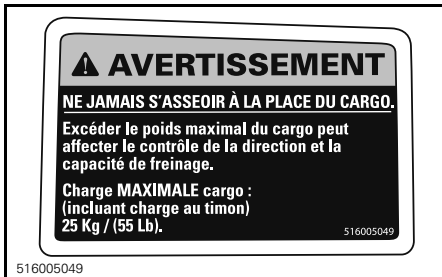 AVERTISSEMENT
NE JAMAIS S'ASSEOIR À LA PLACE DU CARGO.
Excéder le poids maximal du cargo peut
affecter le contrôle de la direction et la
capacité de freinage.
Charge MAXIMALE cargo :
(incluant charge au timon)
25 Kg / (55 Lb).
516005049
516005049